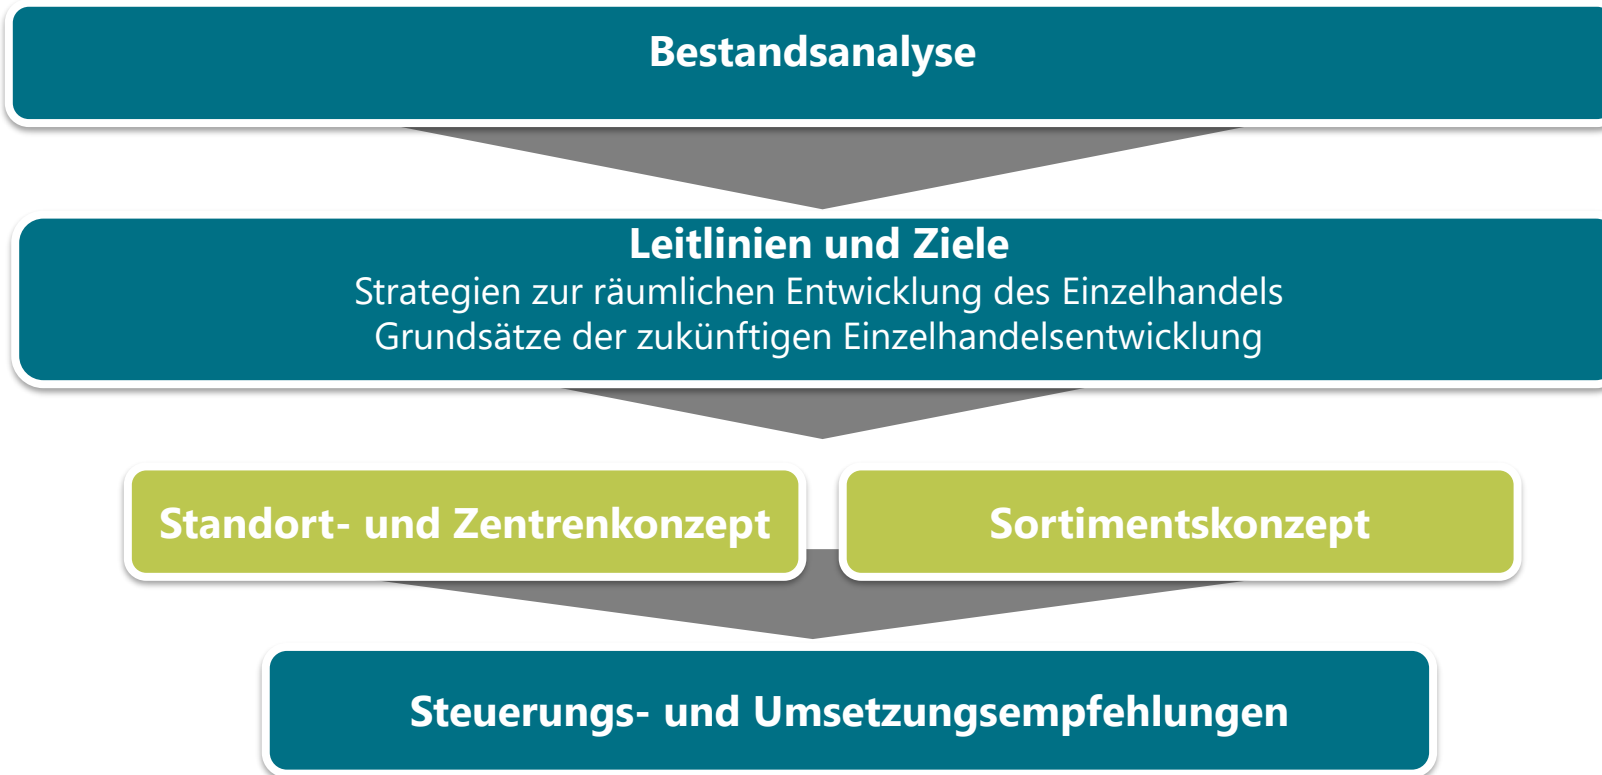 Bestandsanalyse
Leitlinien und Ziele
Strategien zur räumlichen Entwicklung des Einzelhandels
Grundsätze der zukünftigen Einzelhandelsentwicklung
Standort- und Zentrenkonzept
Sortimentskonzept
Steuerungs- und Umsetzungsempfehlungen